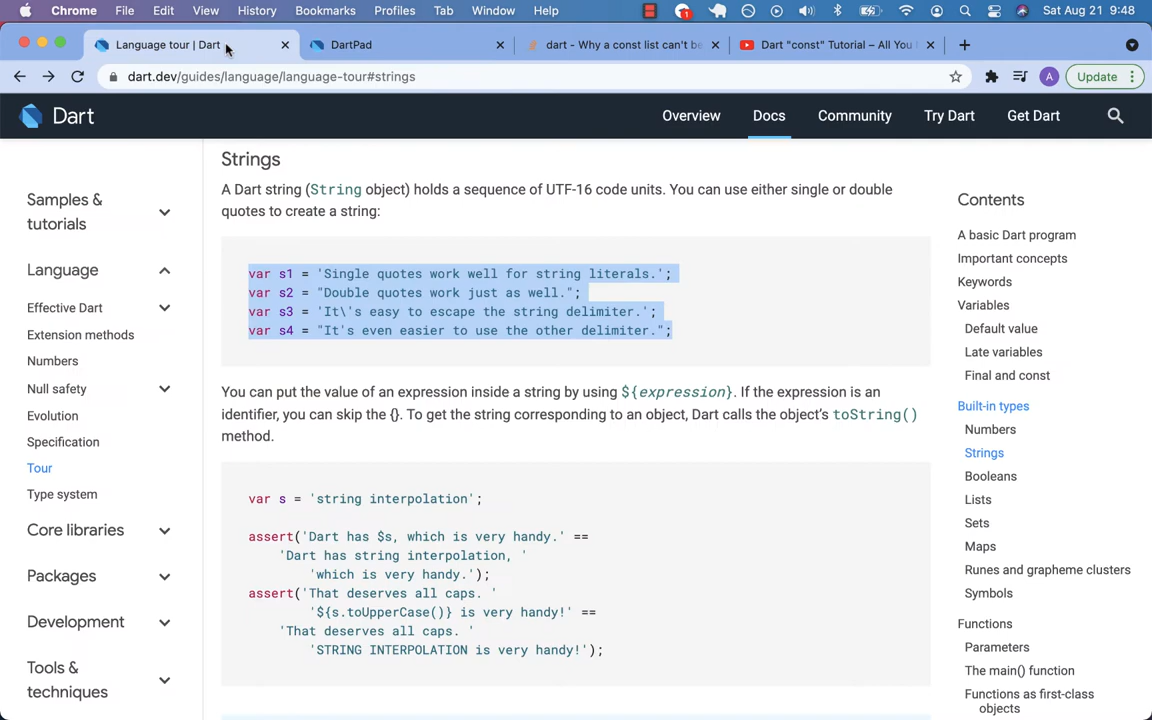 Chrome File Edit View History Bookmarks Profiles Tab Window Help 1 Sat Aug 21 9:48
Language tour | Dart DartPad dart - Why a const list can't be Dart "const" Tutorial – All You
dart.dev/guides/language/language-tour#strings A Update
Dart Overview Docs Community Try Dart Get Dart
Samples &
tutorials
Language
Effective Dart
Extension methods
Numbers
Null safety
Evolution
Specification
Tour
Type system
Core libraries
Packages
Development
Tools &
techniques
Strings
A Dart string (String object) holds a sequence of UTF-16 code units. You can use either single or double
quotes to create a string:
var s1 = 'Single quotes work well for string literals.';
var s2 = "Double quotes work just as well.";
var s3 = 'It\'s easy to escape the string delimiter.';
var s4 = "It's even easier to use the other delimiter.";
You can put the value of an expression inside a string by using ${expression}. If the expression is an
identifier, you can skip the {}. To get the string corresponding to an object, Dart calls the object's toString()
method.
var s = 'string interpolation';
assert('Dart has $s, which is very handy.' ==
'Dart has string interpolation, '
'which is very handy.');
assert('That deserves all caps. '
'${s.toUpperCase()} is very handy!' ==
'That deserves all caps. '
'STRING INTERPOLATION is very handy!');
Contents
A basic Dart program
Important concepts
Keywords
Variables
Default value
Late variables
Final and const
Built-in types
Numbers
Strings
Booleans
Lists
Sets
Maps
Runes and grapheme clusters
Symbols
Functions
Parameters
The main() function
Functions as first-class
objects